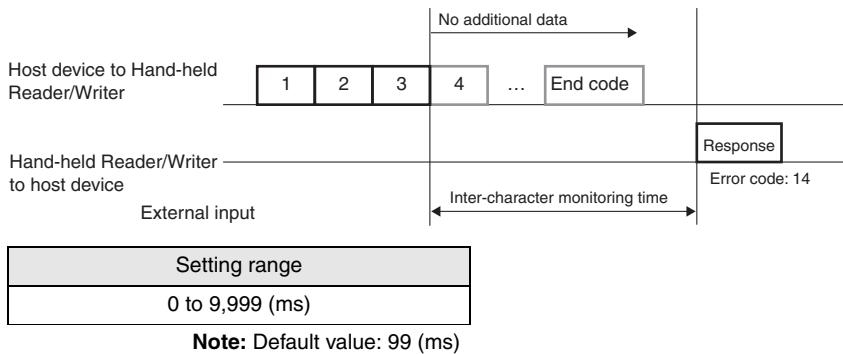 No additional data
Host device to Hand-held
Reader/Writer
1 2 3 4 … End code
Response
Hand-held Reader/Writer
to host device
Error code: 14
Inter-character monitoring time
External input
Setting range
0 to 9,999 (ms)
Note: Default value: 99 (ms)